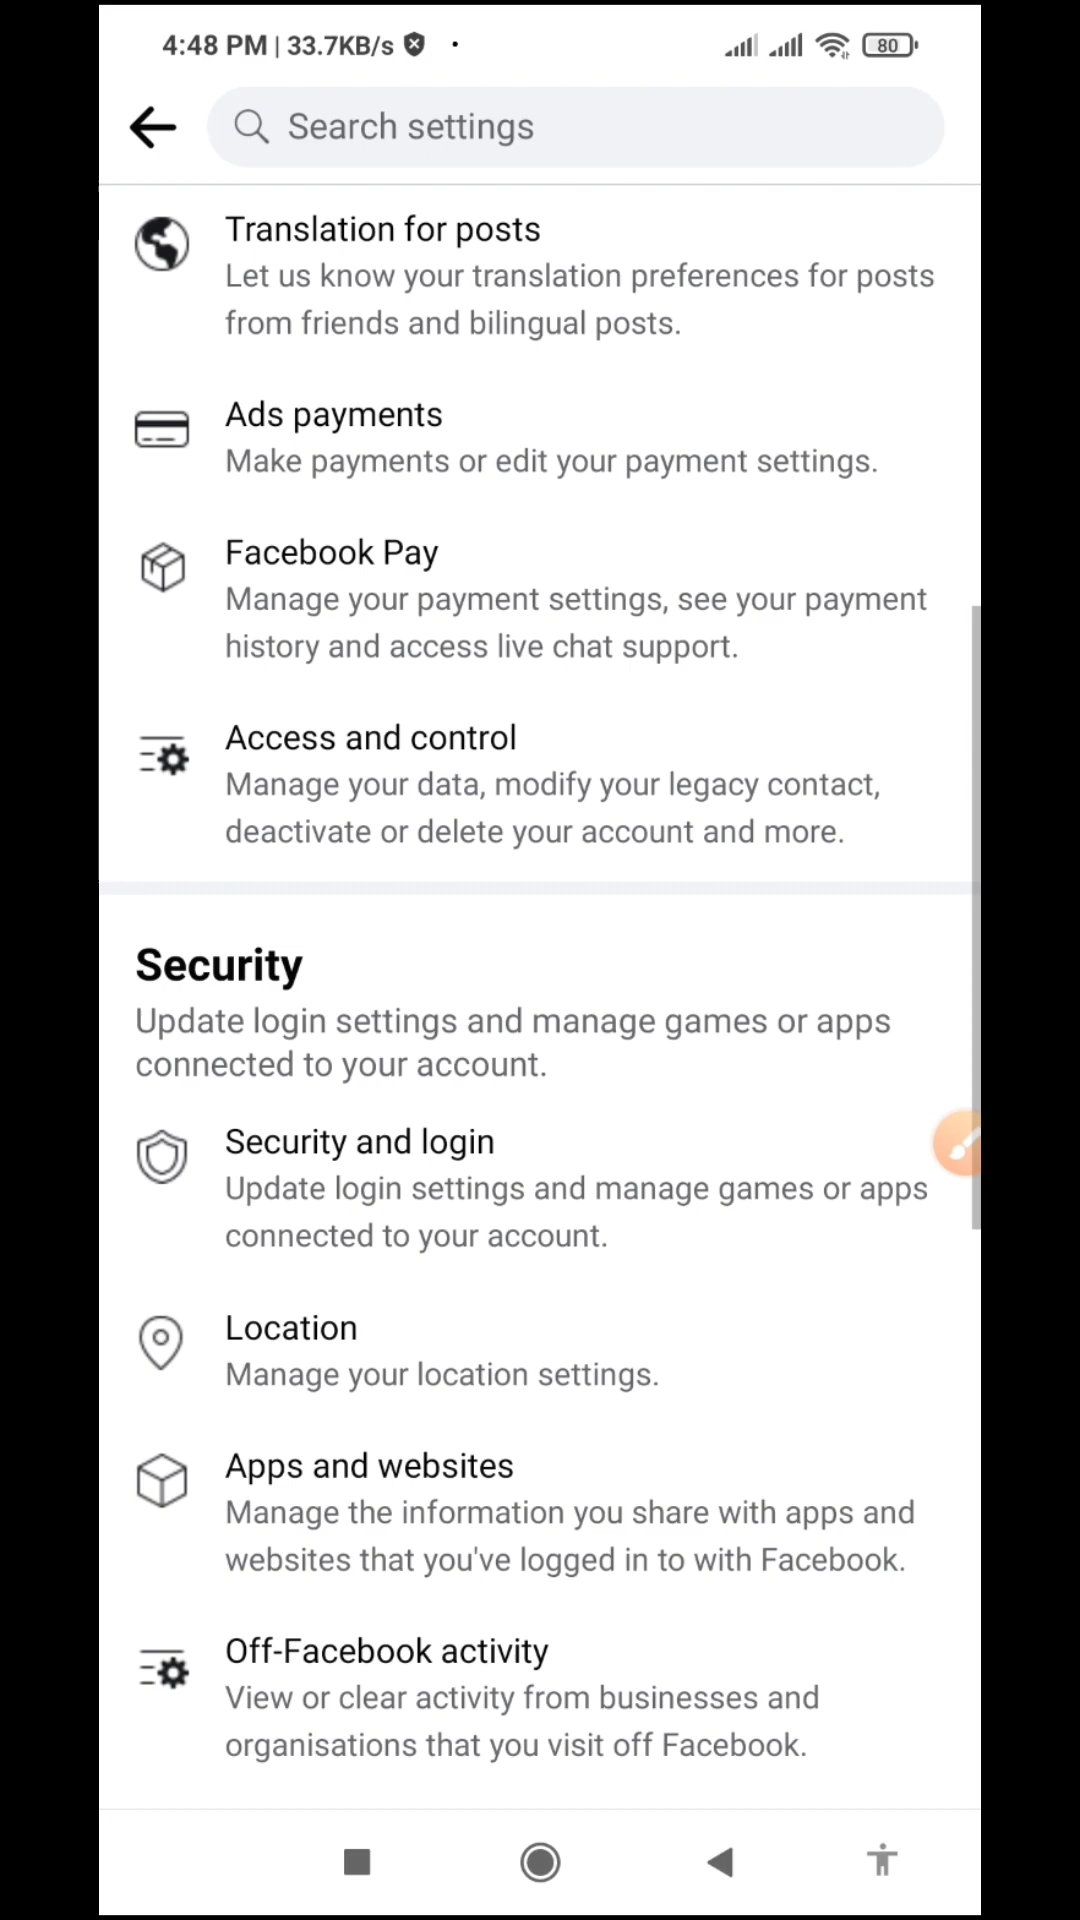 4:48 PM | 33.7KB/s
80
Search settings
Translation for posts
Let us know your translation preferences for posts
from friends and bilingual posts.
Ads payments
Make payments or edit your payment settings.
Facebook Pay
Manage your payment settings, see your payment
history and access live chat support.
Access and control
Manage your data, modify your legacy contact,
deactivate or delete your account and more.
Security
Update login settings and manage games or apps
connected to your account.
Security and login
Update login settings and manage games or apps
connected to your account.
Location
Manage your location settings.
Apps and websites
Manage the information you share with apps and
websites that you've logged in to with Facebook.
Off-Facebook activity
View or clear activity from businesses and
organisations that you visit off Facebook.